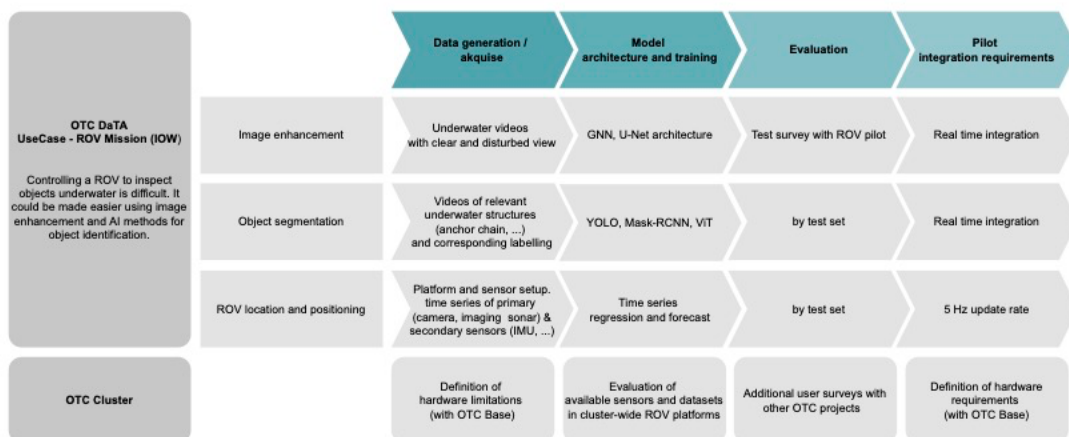 Data generation /
akquise
Model
architecture and training
Evaluation
Pilot
integration requirements
OTC DaTA
UseCase - ROV Mission (IOW)
Controlling a ROV to inspect
objects underwater is difficult. It
could be made easier using image
enhancement and AI methods for
object identification.
Image enhancement
Underwater videos
with clear and disturbed view
GNN, U-Net architecture
Test survey with ROV pilot
Real time integration
Object segmentation
Videos of relevant
underwater structures
(anchor chain, ...)
and corresponding labelling
YOLO, Mask-RCNN, ViT
by test set
Real time integration
ROV location and positioning
Platform and sensor setup.
time series of primary
(camera, imaging sonar) &
secondary sensors (IMU, ...)
Time series
regression and forecast
by test set
5 Hz update rate
OTC Cluster
Definition of
hardware limitations
(with OTC Base)
Evaluation of
available sensors and datasets
in cluster-wide ROV platforms
Additional user surveys with
other OTC projects
Definition of hardware
requirements
(with OTC Base)